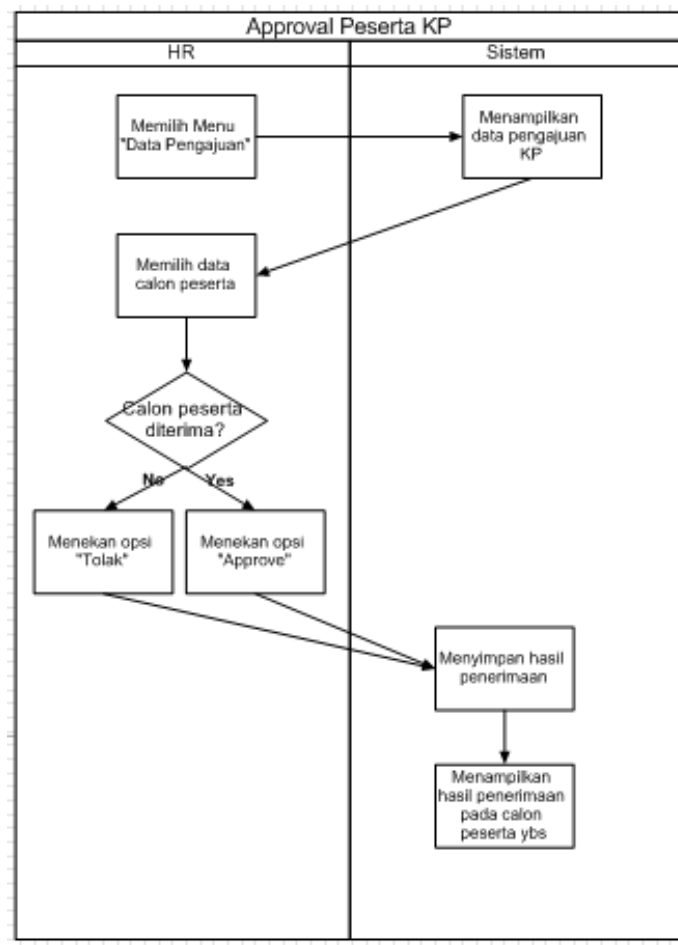 Approval Peserta KP
HR
Sistem
Memilih Menu
"Data Pengajuan"
Menampilkan
data pengajuan
KP
Memilih data
calon peserta
Calon peserta
diterima?
No
Yes
Menekan opsi
"Tolak"
Menekan opsi
"Approve"
Menyimpan hasil
penerimaan
Menampilkan
hasil penerimaan
pada calon
peserta ybs